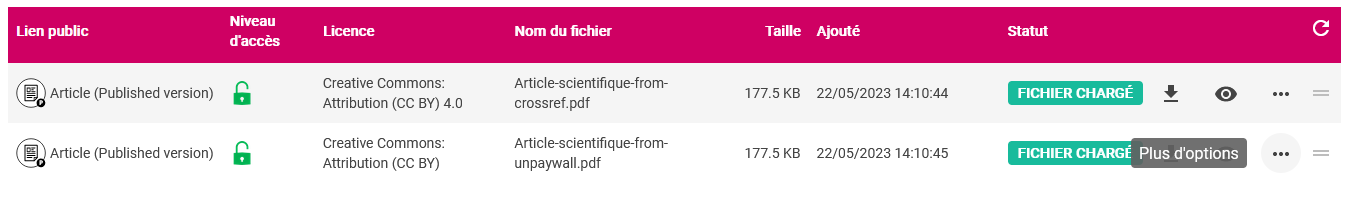 Lien public
Niveau
d'accès
Licence
Nom du fichier
Taille
Ajouté
Statut
Article (Published version)
Creative Commons:
Attribution (CC BY) 4.0
Article-scientifique-from-
crossref.pdf
177.5 KB
22/05/2023 14:10:44
FICHIER CHARGÉ
Article (Published version)
Creative Commons:
Attribution (CC BY)
Article-scientifique-from-
unpaywall.pdf
177.5 KB
22/05/2023 14:10:45
FICHIER CHARGÉ
Plus d'options